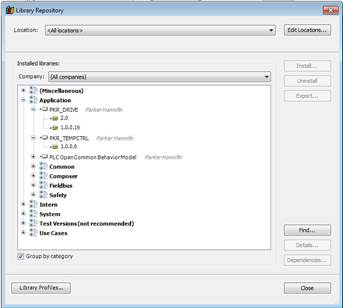 Library Repository
Location: <All locations> Edit Locations...
Installed libraries: Install...
Company: (All companies) Uninstall
Export...
(Miscellaneous)
Application
PKR_DRIVE Parker Hannifin
2.0
1.0.0.16
PKR_TEMPCTRL Parker Hannifin
1.0.0.6
PLCOpen Common Behavior Model Parker Hannifin
Common
Composer
Fieldbus
Safety
Intern
System
Test Versions (not recommended)
Use Cases
Find...
Details...
Dependencies...
Group by category
Library Profiles... Close